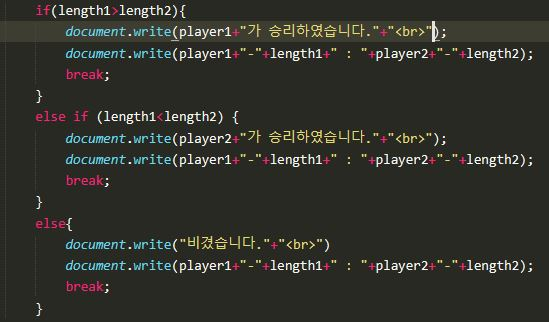 if(length1>length2){
document.write(player1+"가 승리하였습니다."+"<br>");
document.write(player1+"-"+length1+" : "+player2+"-"+length2);
break;
}
else if (length1<length2) {
document.write(player2+"가 승리하였습니다."+"<br>");
document.write(player1+"-"+length1+" : "+player2+"-"+length2);
break;
}
else{
document.write("비겼습니다."+"<br>")
document.write(player1+"-"+length1+" : "+player2+"-"+length2);
break;
}